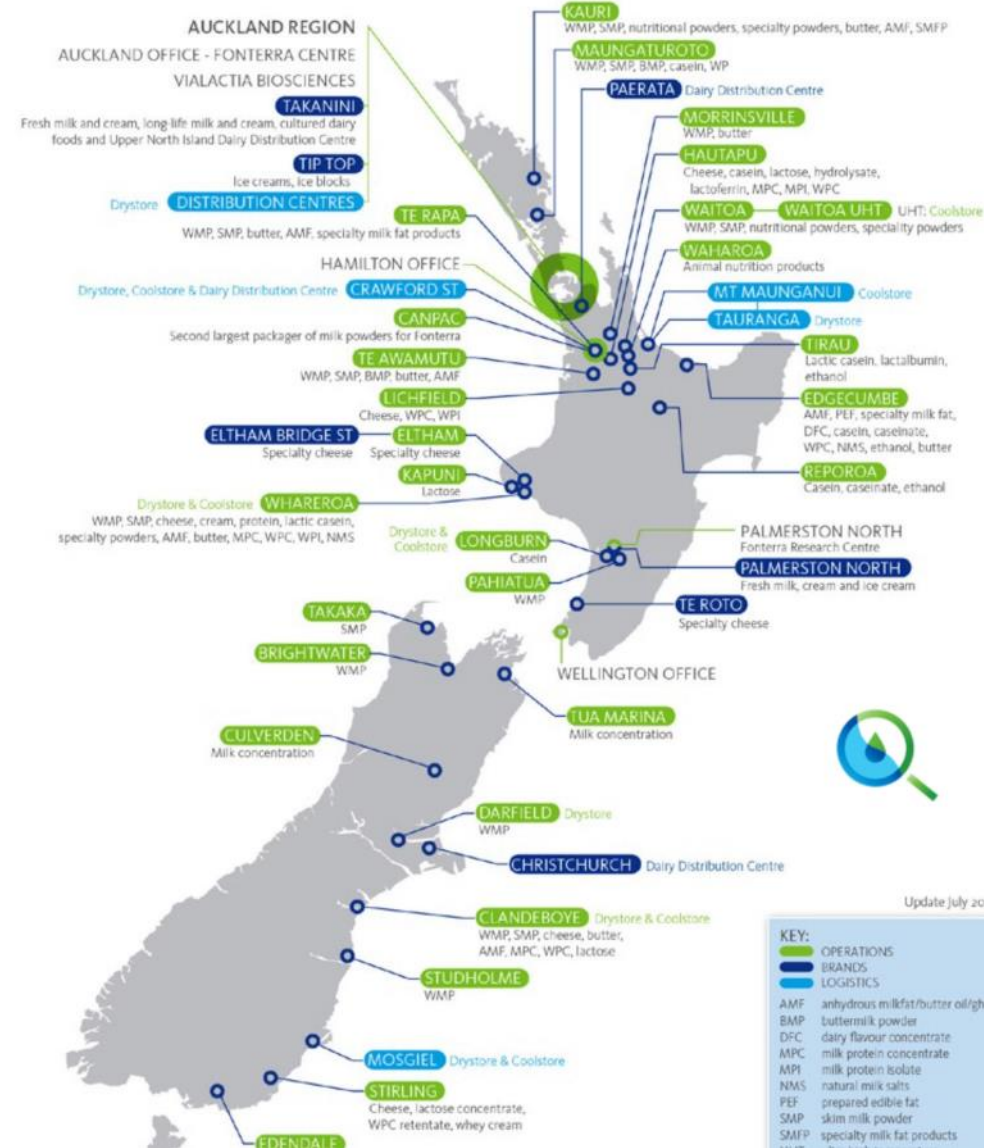 AUCKLAND REGION
AUCKLAND OFFICE - FONTERRA CENTRE
VIALACTIA BIOSCIENCES
TAKANINI
Fresh milk and cream, long-life milk and cream, cultured dairy
foods and Upper North Island Dairy Distribution Centre
TIP TOP
Ice creams, ice blocks
Drystore DISTRIBUTION CENTRES
KAURI
WMP, SMP, nutritional powders, specialty powders, butter, AMF, SMFP
MAUNGATUROTO
WMP, SMP, BMP, casein, WP
PAERATA Dairy Distribution Centre
MORRINSVILLE
WMP, butter
HAUTAPU
Cheese, casein, lactose, hydrolysate,
lactoferrin, MPC, MPI, WPC
WAITOA WAITOA UHT UHT: Coolstore
WMP, SMP, nutritional powders, speciality powders
WAHAROA
Animal nutrition products
MT MAUNGANUI Coolstore
TAURANGA Drystore
TIRAU
Lactic casein, lactalbumin,
ethanol
EDGECUMBE
AMF, PEF, specialty milk fat,
DFC, casein, caseinate,
WPC, NMS, ethanol, butter
REPOROA
Casein, caseinate, ethanol
TE RAPA
WMP, SMP, butter, AMF, specialty milk fat products
HAMILTON OFFICE
Drystore, Coolstore & Dairy Distribution Centre CRAWFORD ST
CANPAC
Second largest packager of milk powders for Fonterra
TE AWAMUTU
WMP, SMP, BMP, butter, AMF
LICHFIELD
Cheese, WPC, WPI
ELTHAM BRIDGE ST ELTHAM
Specialty cheese Specialty cheese
KAPUNI
Lactose
Drystore & Coolstore WHAREROA
WMP, SMP, cheese, cream, protein, lactic casein,
specialty powders, AMF, butter, MPC, WPC, WPI, NMS
Drystore &
Coolstore LONGBURN
Casein
PAHIATUA
WMP
PALMERSTON NORTH
Fonterra Research Centre
PALMERSTON NORTH
Fresh milk, cream and ice cream
TE ROTO
Specialty cheese
WELLINGTON OFFICE
TAKAKA
SMP
BRIGHTWATER
WMP
TUA MARINA
Milk concentration
CULVERDEN
Milk concentration
DARFIELD Drystore
WMP
CHRISTCHURCH Dairy Distribution Centre
CLANDEBOYE Drystore & Coolstore
WMP, SMP, cheese, butter,
AMF, MPC, WPC, lactose
STUDHOLME
WMP
MOSGIEL Drystore & Coolstore
STIRLING
Cheese, lactose concentrate,
WPC retentate, whey cream
EDENDALE
Update July
KEY:
OPERATIONS
BRANDS
LOGISTICS
AMF anhydrous milkfat/butter oil/gh
BMP buttermilk powder
DFC dairy flavour concentrate
MPC milk protein concentrate
MPI milk protein isolate
NMS natural milk salts
PEF prepared edible fat
SMP skim milk powder
SMFP specialty milk fat products